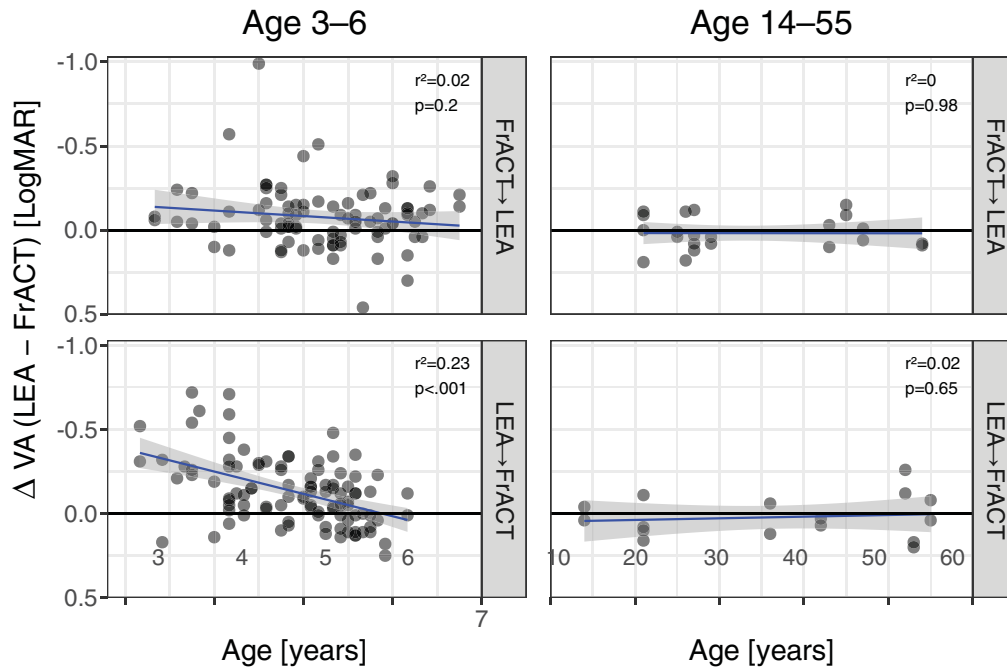 Age 3–6
Age 14–55
Δ VA (LEA – FrACT) [LogMAR]
-1.0
-0.5
0.0
0.5
r²=0.02
p=0.2
FrACT→LEA
r²=0
p=0.98
FrACT→LEA
-1.0
-0.5
0.0
0.5
r²=0.23
p<.001
LEA→FrACT
r²=0.02
p=0.65
LEA→FrACT
3 4 5 6
7
10 20 30 40 50 60
Age [years]
Age [years]